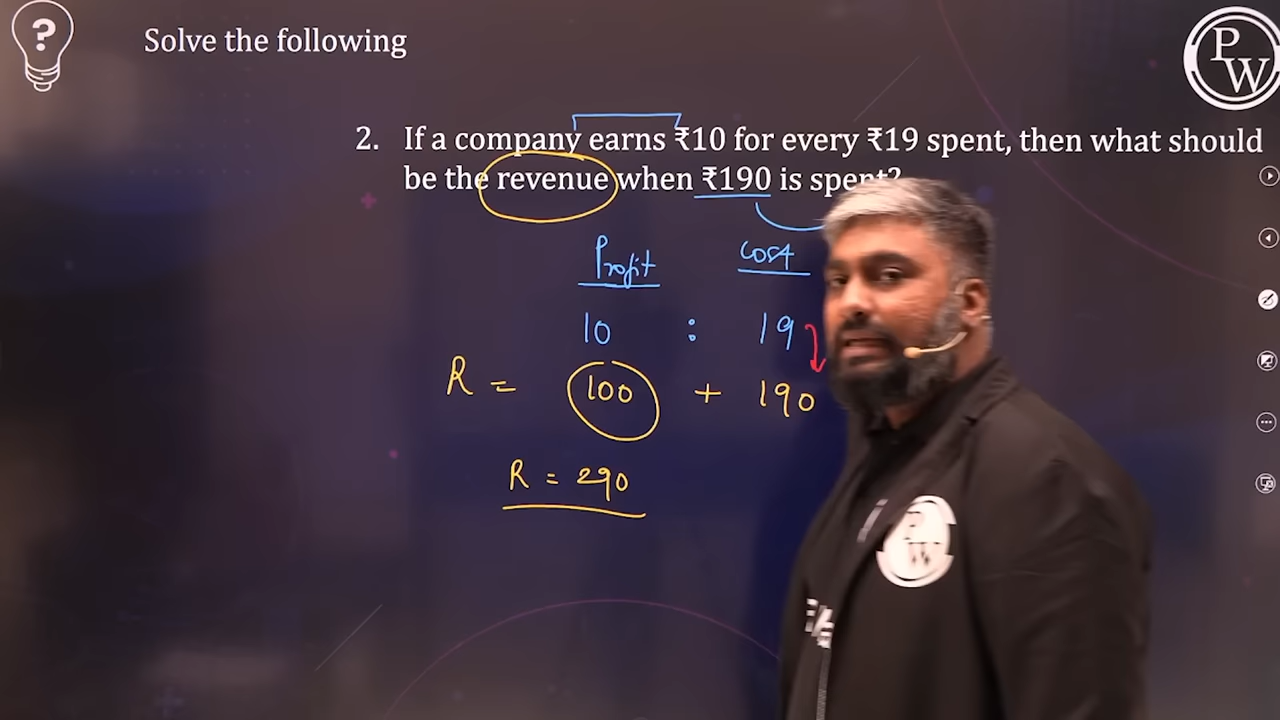 ?
Solve the following
PW
2. If a company earns ₹10 for every ₹19 spent, then what should
be the revenue when ₹190 is spent?
Profit cost
10 : 19
R = 100 + 190
R = 290
PW